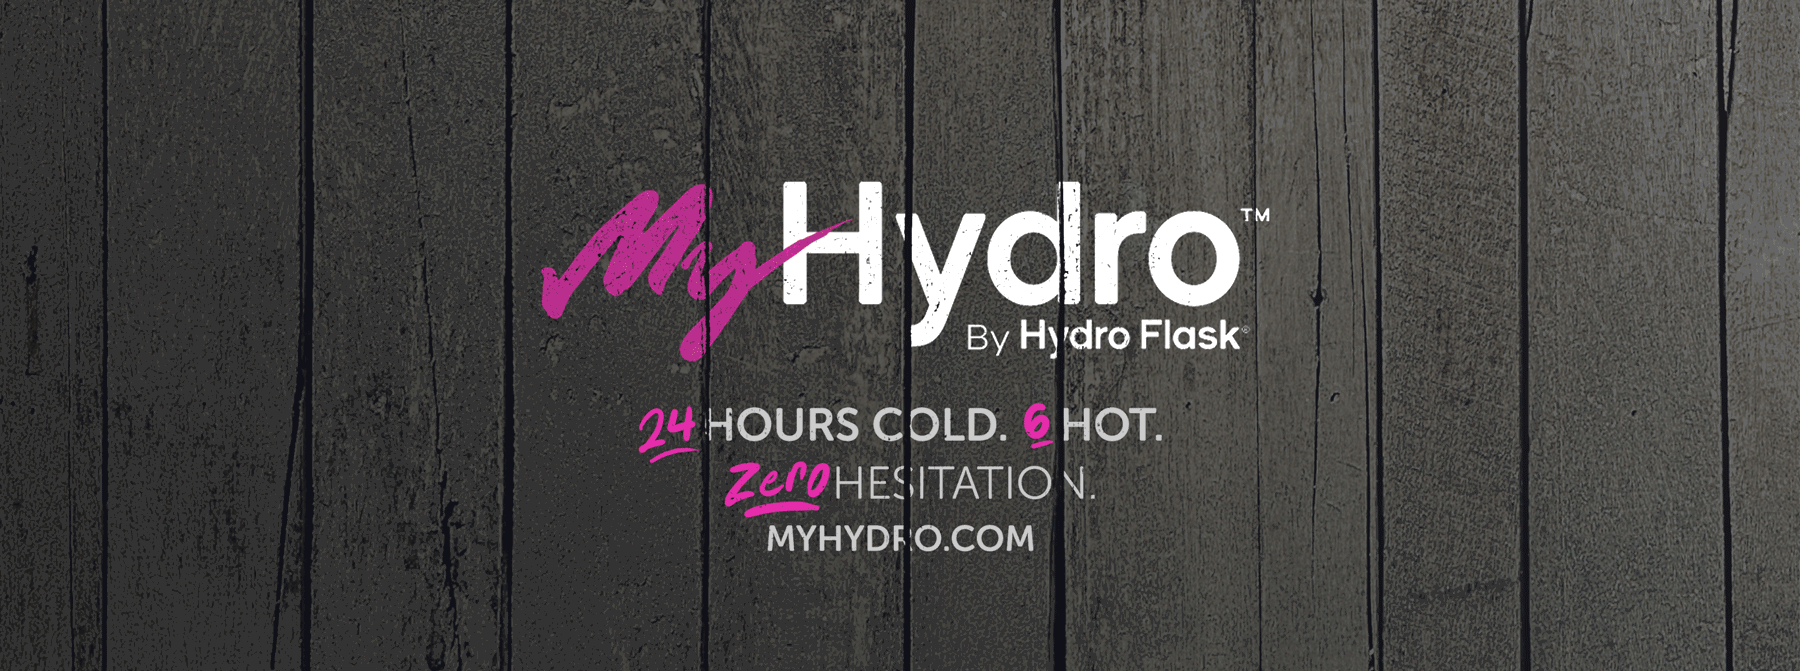 MyHydro™
By Hydro Flask®
24 HOURS COLD. 6 HOT.
Zero HESITATION.
MYHYDRO.COM